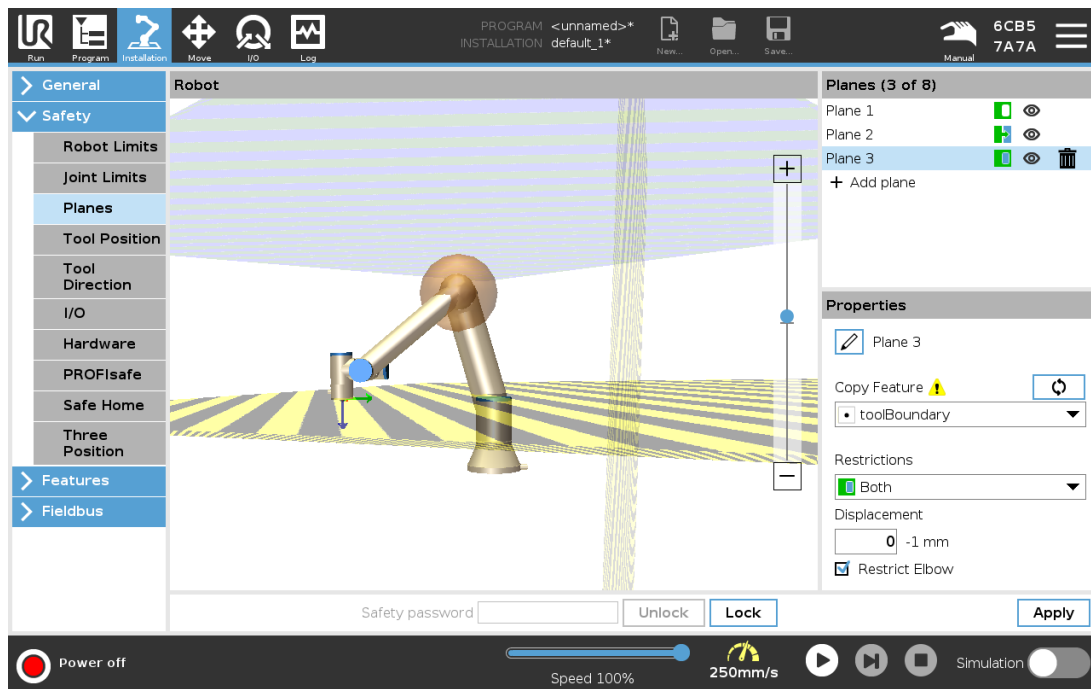 PROGRAM <unnamed>*
INSTALLATION default_1*
New... Open... Save...
6CB5
7A7A
Run Program Installation Move I/O Log Manual
General
Safety
Robot Limits
Joint Limits
Planes
Tool Position
Tool
Direction
I/O
Hardware
PROFIsafe
Safe Home
Three
Position
Features
Fieldbus
Robot
Planes (3 of 8)
Plane 1
Plane 2
Plane 3
+ Add plane
Properties
Plane 3
Copy Feature
toolBoundary
Restrictions
Both
Displacement
0 -1 mm
Restrict Elbow
Safety password Unlock Lock Apply
Power off
Speed 100%
250mm/s
Simulation